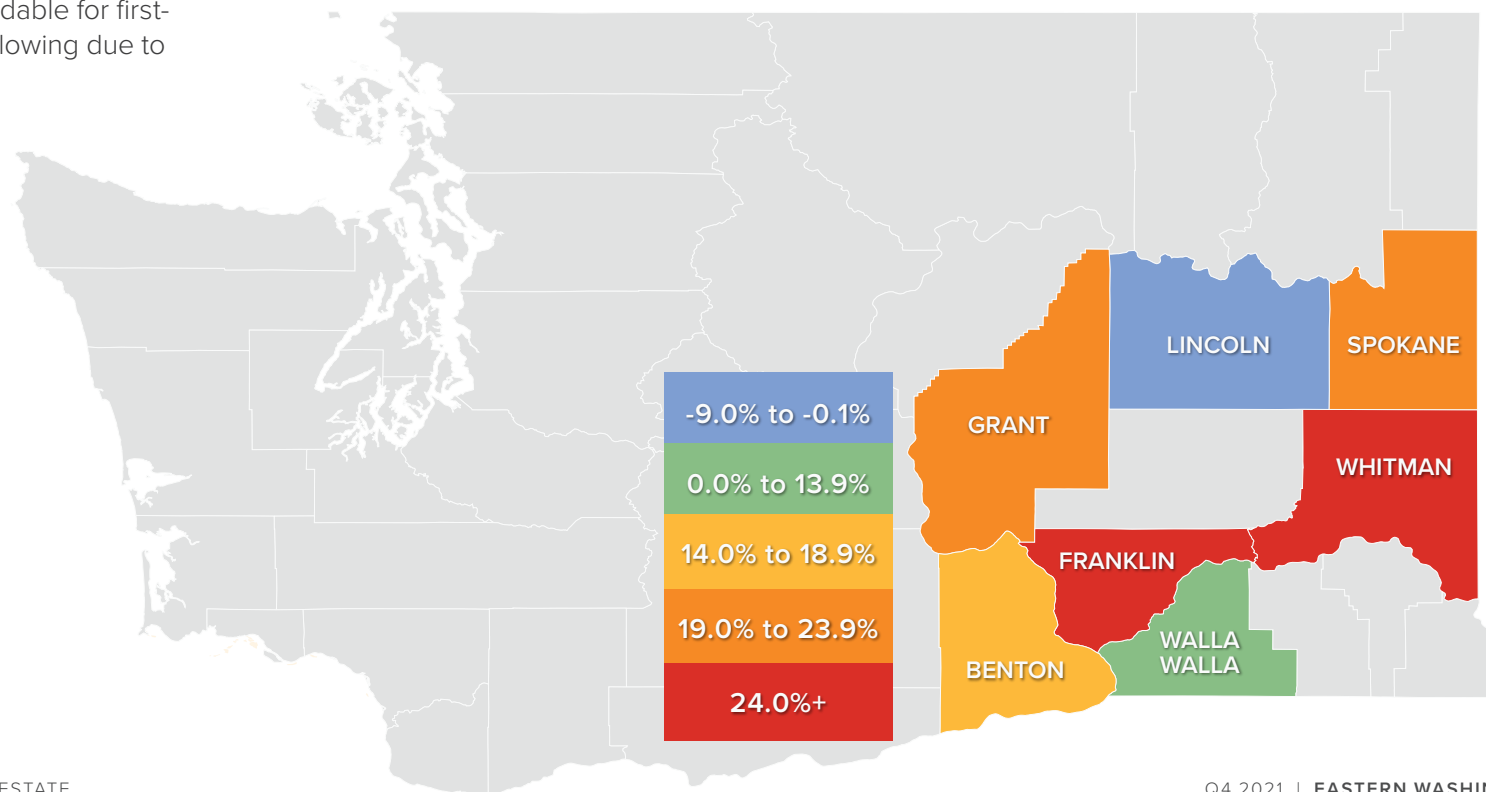 dable for first-
lowing due to
LINCOLN
SPOKANE
GRANT
WHITMAN
FRANKLIN
WALLA
WALLA
BENTON
-9.0% to -0.1%
0.0% to 13.9%
14.0% to 18.9%
19.0% to 23.9%
24.0%+
ESTATE
Q4 2021 | EASTERN WASHIN